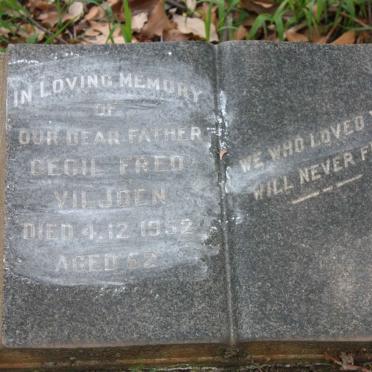 IN LOVING MEMORY
OF
OUR DEAR FATHER
CECIL FRED
VILJOEN
DIED 4.12.1952
AGED 62
WE WHO LOVED
WILL NEVER